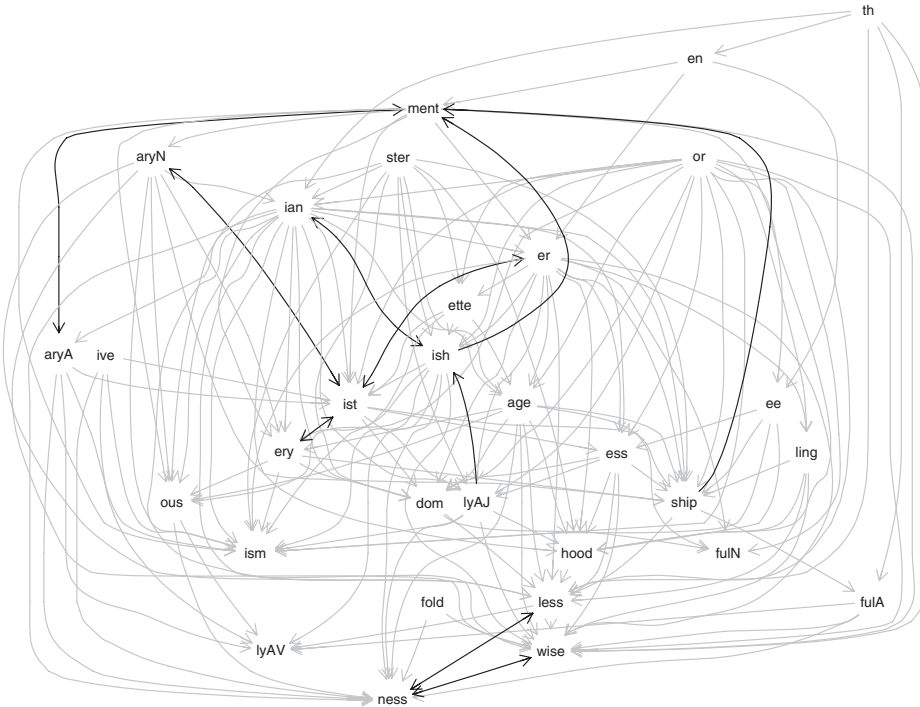 th
en
ment
aryN ster or
ian
er
ette
aryA ive ish
ist age ee
ery ess ling
ous dom lyAJ ship
ism hood fulN
fold less fulA
lyAV wise
ness